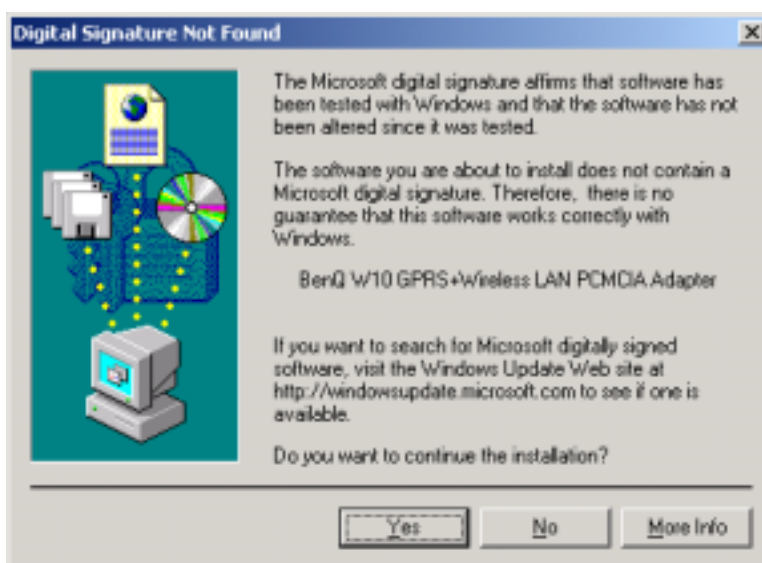 Digital Signature Not Found
The Microsoft digital signature affirms that software has
been tested with Windows and that the software has not
been altered since it was tested.
The software you are about to install does not contain a
Microsoft digital signature. Therefore, there is no
guarantee that this software works correctly with
Windows.
BenQ W10 GPRS+Wireless LAN PCMCIA Adapter
If you want to search for Microsoft digitally signed
software, visit the Windows Update Web site at
http://windowsupdate.microsoft.com to see if one is
available.
Do you want to continue the installation?
Yes No More Info